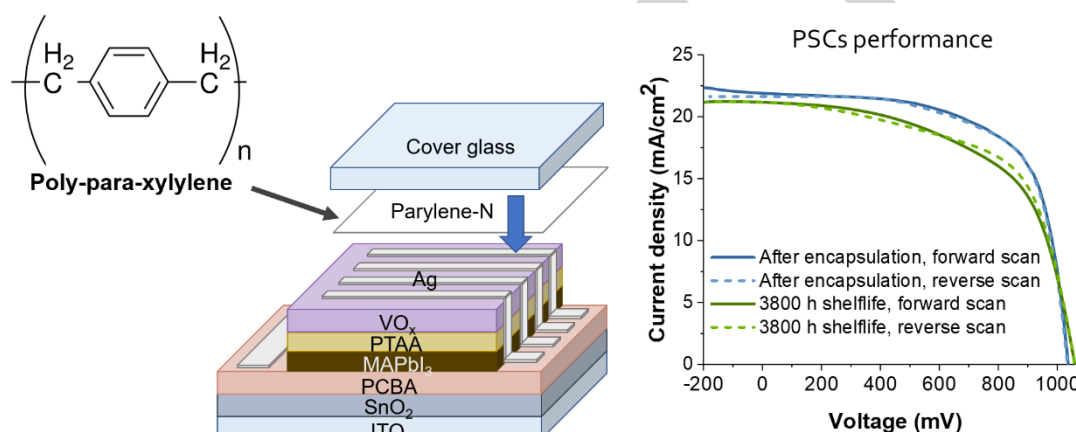 H₂
C
H₂
C
n
Poly-para-xylylene
Cover glass
Parylene-N
Ag
VOₓ
PTAA
MAPbI₃
PCBA
SnO₂
ITO
PSCs performance
Current density (mA/cm²)
25
20
15
10
5
0
After encapsulation, forward scan
After encapsulation, reverse scan
3800 h shelflife, forward scan
3800 h shelflife, reverse scan
-200 0 200 400 600 800 1000
Voltage (mV)